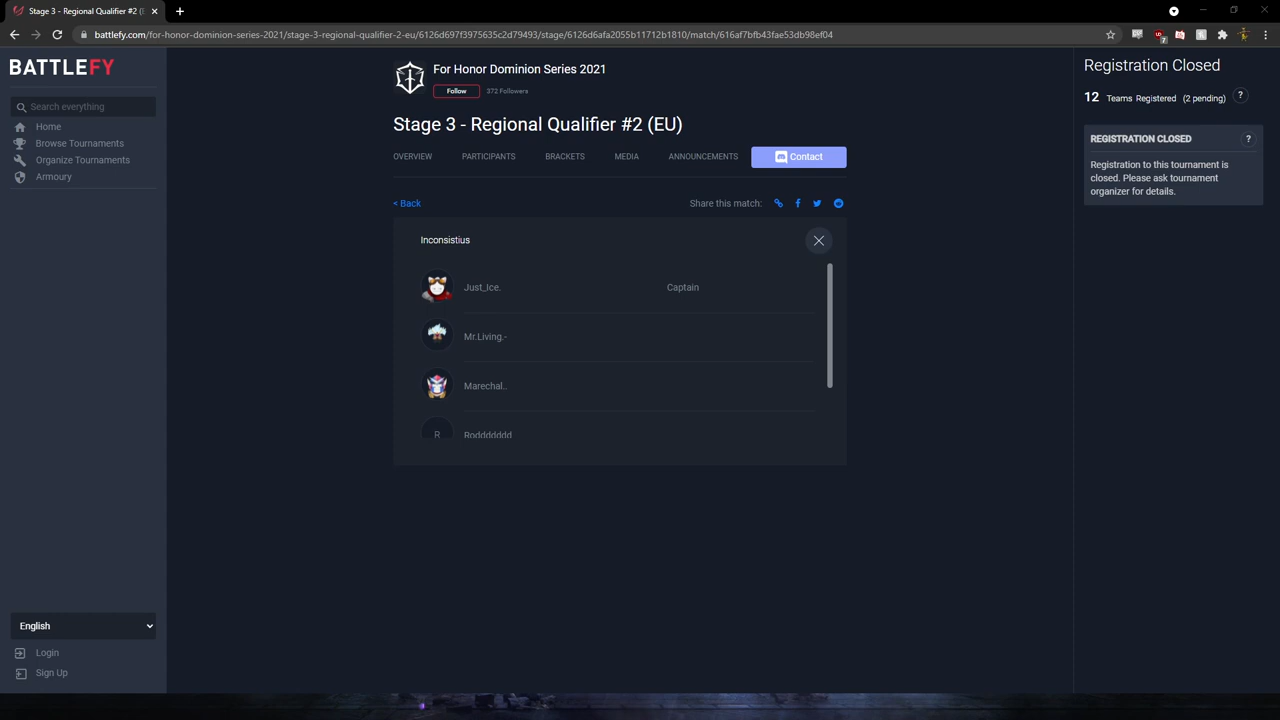 Stage 3 - Regional Qualifier #2 (E
battlefy.com/for-honor-dominion-series-2021/stage-3-regional-qualifier-2-eu/6126d697f3975635c2d79493/stage/6126d6afa2055b11712b1810/match/616af7bfb43fae53db98ef04
7
BATTLEFY
Search everything
Home
Browse Tournaments
Organize Tournaments
Armoury
For Honor Dominion Series 2021
Follow 372 Followers
Stage 3 - Regional Qualifier #2 (EU)
OVERVIEW PARTICIPANTS BRACKETS MEDIA ANNOUNCEMENTS Contact
< Back Share this match:
Inconsistius
Just_Ice. Captain
Mr.Living.-
Marechal..
R Roddddddd
Registration Closed
12 Teams Registered (2 pending) ?
REGISTRATION CLOSED ?
Registration to this tournament is
closed. Please ask tournament
organizer for details.
English
Login
Sign Up